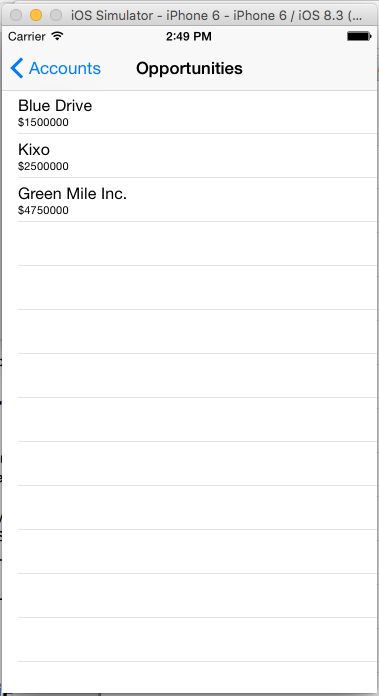 iOS Simulator - iPhone 6 - iPhone 6 / iOS 8.3 (...
Carrier 2:49 PM
Accounts Opportunities
Blue Drive
$1500000
Kixo
$2500000
Green Mile Inc.
$4750000